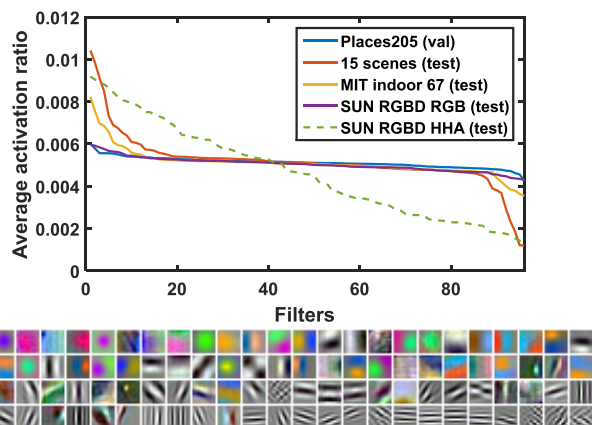 Average activation ratio
0.012
0.01
0.008
0.006
0.004
0.002
0
Places205 (val)
15 scenes (test)
MIT indoor 67 (test)
SUN RGBD RGB (test)
SUN RGBD HHA (test)
0 20 40 60 80
Filters